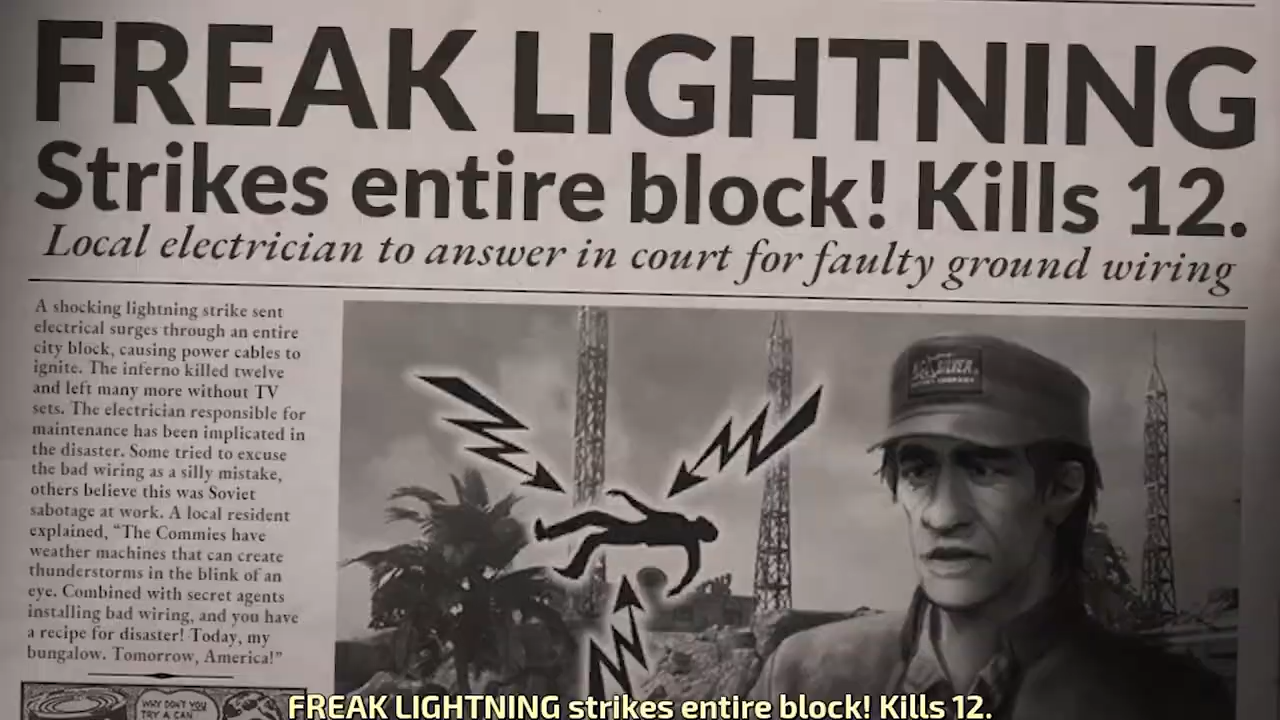 FREAK LIGHTNING
Strikes entire block! Kills 12.
Local electrician to answer in court for faulty ground wiring
A shocking lightning strike sent
electrical surges through an entire
city block, causing power cables to
ignite. The inferno killed twelve
and left many more without TV
sets. The electrician responsible for
maintenance has been implicated in
the disaster. Some tried to excuse
the bad wiring as a silly mistake,
others believe this was Soviet
sabotage at work. A local resident
explained, “The Commies have
weather machines that can create
thunderstorms in the blink of an
eye. Combined with secret agents
installing bad wiring, and you have
a recipe for disaster! Today, my
bungalow. Tomorrow, America!”
WHY DON'T YOU
TRY A CAN
FREAK LIGHTNING strikes entire block! Kills 12.